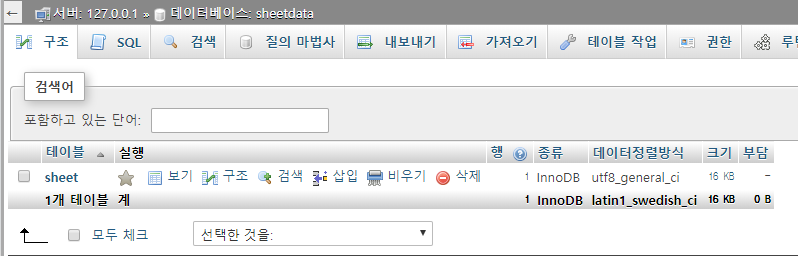 서버: 127.0.0.1 » 데이터베이스: sheetdata
구조 SQL 검색 질의 마법사 내보내기 가져오기 테이블 작업 권한 루틴
검색어
포함하고 있는 단어:
테이블 실행 행 종류 데이터정렬방식 크기 부담
sheet 보기 구조 검색 삽입 비우기 삭제 1 InnoDB utf8_general_ci 16 KB -
1개 테이블 계 1 InnoDB latin1_swedish_ci 16 KB 0 B
모두 체크 선택한 것을: